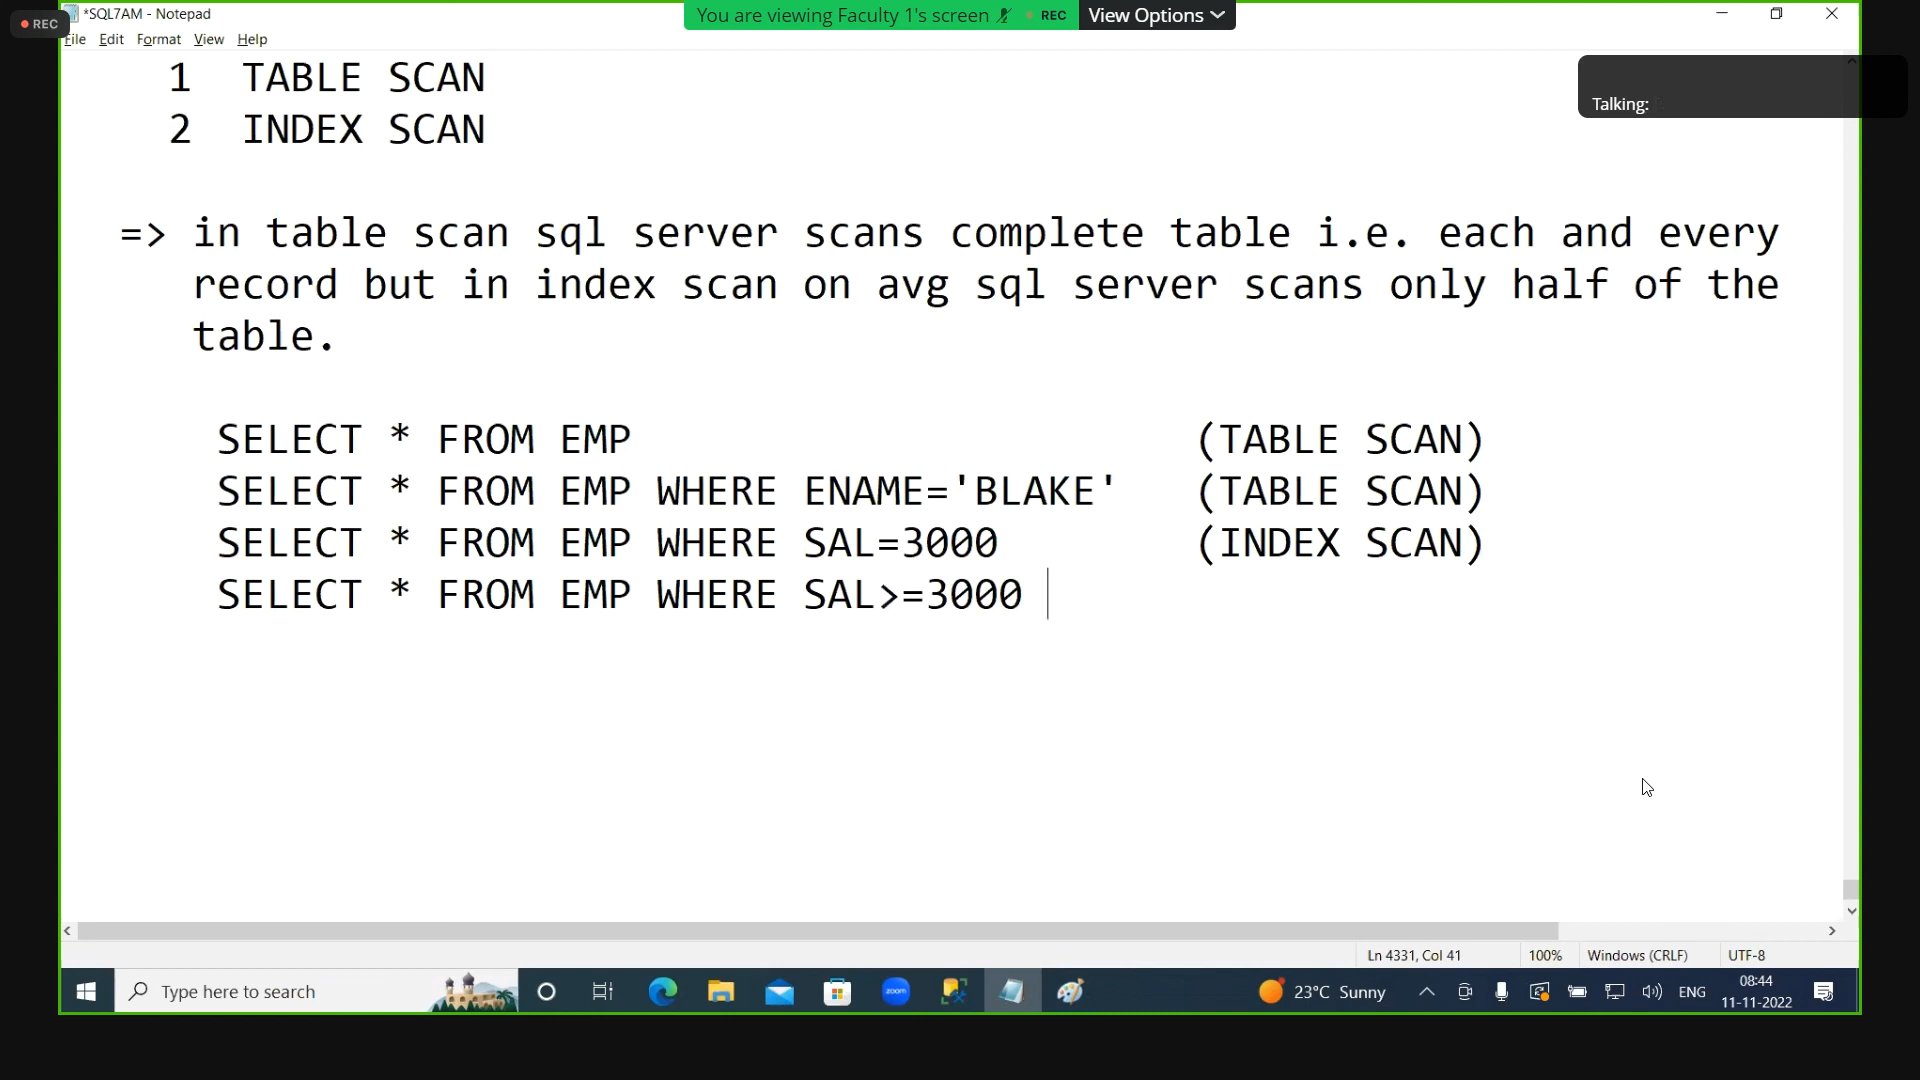 REC
*SQL7AM - Notepad
You are viewing Faculty 1's screen
REC
View Options
File Edit Format View Help
Talking:
1 TABLE SCAN
2 INDEX SCAN
=> in table scan sql server scans complete table i.e. each and every
record but in index scan on avg sql server scans only half of the
table.
SELECT * FROM EMP (TABLE SCAN)
SELECT * FROM EMP WHERE ENAME='BLAKE' (TABLE SCAN)
SELECT * FROM EMP WHERE SAL=3000 (INDEX SCAN)
SELECT * FROM EMP WHERE SAL>=3000
Ln 4331, Col 41 100% Windows (CRLF) UTF-8
Type here to search
zoom
23°C Sunny
ENG
08:44
11-11-2022